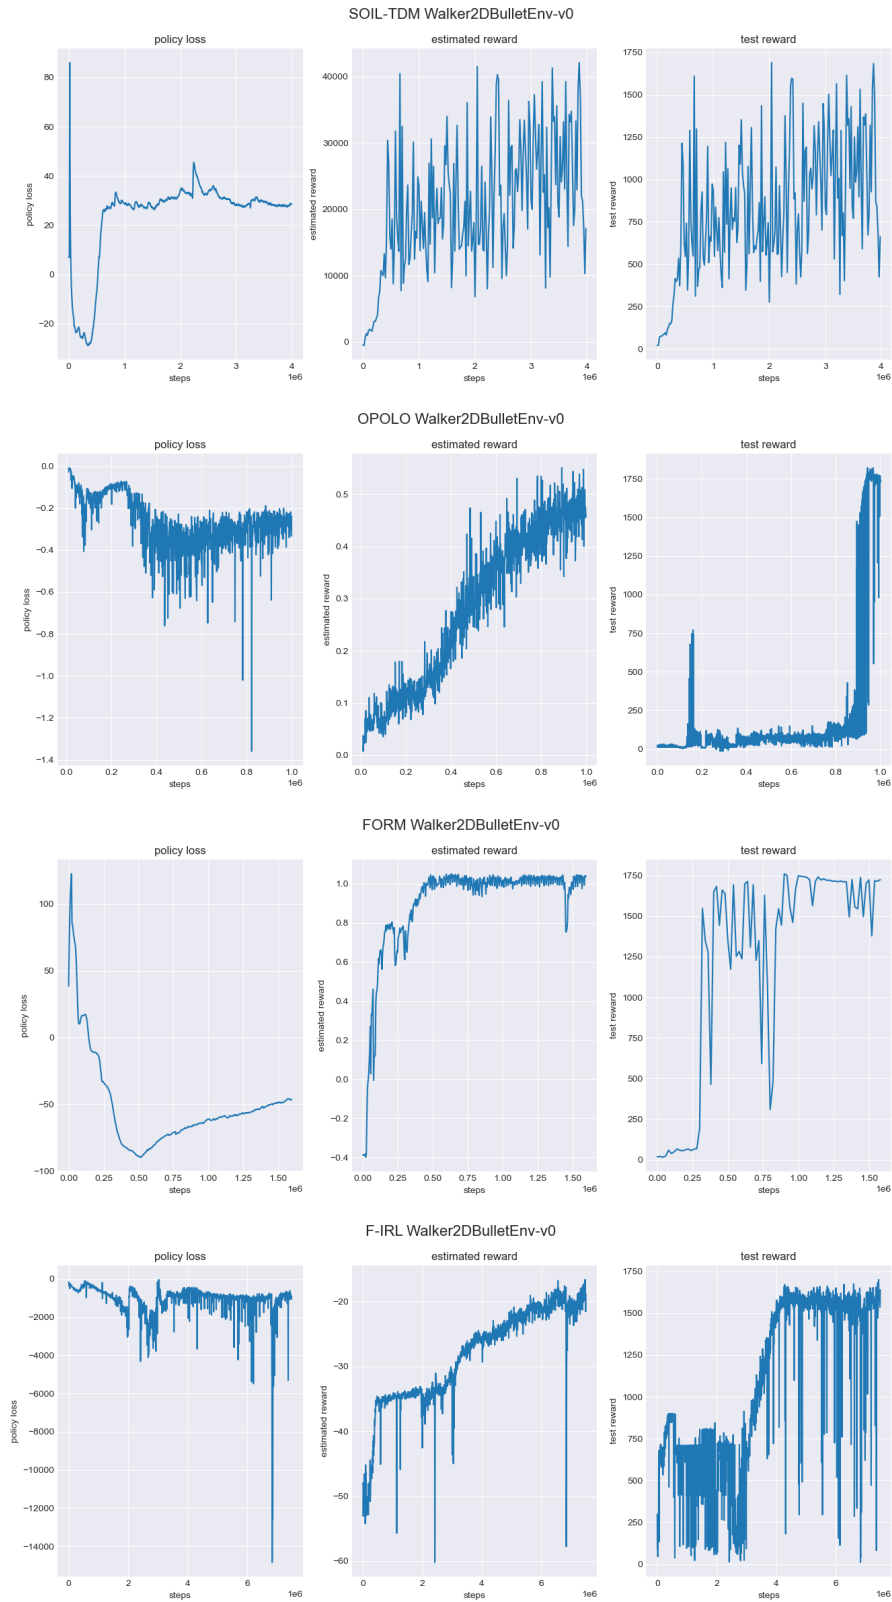 SOIL-TDM Walker2DBulletEnv-v0
policy loss
estimated reward
test reward
policy loss
80
60
40
20
0
−20
0
1
2
3
4
steps
1e6
estimated reward
40000
30000
20000
10000
0
0
1
2
3
4
steps
1e6
test reward
1750
1500
1250
1000
750
500
250
0
0
1
2
3
4
steps
1e6
OPOLO Walker2DBulletEnv-v0
policy loss
estimated reward
test reward
policy loss
0.0
−0.2
−0.4
−0.6
−0.8
−1.0
−1.2
−1.4
0.0
0.2
0.4
0.6
0.8
1.0
steps
1e6
estimated reward
0.5
0.4
0.3
0.2
0.1
0.0
0.0
0.2
0.4
0.6
0.8
1.0
steps
1e6
test reward
1750
1500
1250
1000
750
500
250
0
0.0
0.2
0.4
0.6
0.8
1.0
steps
1e6
FORM Walker2DBulletEnv-v0
policy loss
estimated reward
test reward
policy loss
100
50
0
−50
−100
0.00
0.25
0.50
0.75
1.00
1.25
1.50
steps
1e6
estimated reward
1.0
0.8
0.6
0.4
0.2
0.0
−0.2
−0.4
0.00
0.25
0.50
0.75
1.00
1.25
1.50
steps
1e6
test reward
1750
1500
1250
1000
750
500
250
0
0.00
0.25
0.50
0.75
1.00
1.25
1.50
steps
1e6
F-IRL Walker2DBulletEnv-v0
policy loss
estimated reward
test reward
policy loss
0
−2000
−4000
−6000
−8000
−10000
−12000
−14000
0
2
4
6
steps
1e6
estimated reward
−20
−30
−40
−50
−60
0
2
4
6
steps
1e6
test reward
1750
1500
1250
1000
750
500
250
0
0
2
4
6
steps
1e6